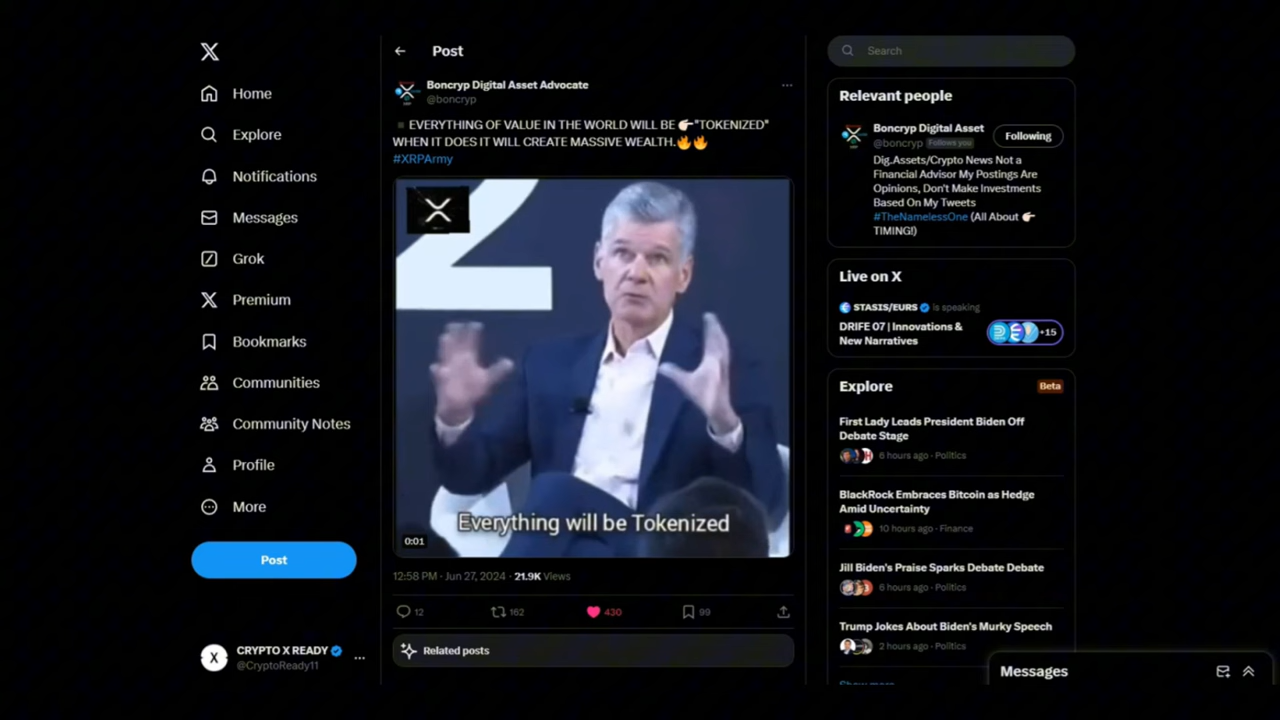 Home
Explore
Notifications
Messages
Grok
Premium
Bookmarks
Communities
Community Notes
Profile
More
Post
CRYPTO X READY
@CryptoReady11
Post
Boncryp Digital Asset Advocate
@boncryp
EVERYTHING OF VALUE IN THE WORLD WILL BE 👉🏻"TOKENIZED"
WHEN IT DOES IT WILL CREATE MASSIVE WEALTH.🔥🔥
#XRPArmy
Everything will be Tokenized
0:01
12:58 PM · Jun 27, 2024 · 21.9K Views
12 162 430 99
Related posts
Search
Relevant people
Boncryp Digital Asset
@boncryp Follows you
Following
Dig.Assets/Crypto News Not a
Financial Advisor My Postings Are
Opinions, Don't Make Investments
Based On My Tweets
#TheNamelessOne (All About 👉🏻
TIMING!)
Live on X
STASIS/EURS is speaking
DRIFE 07 | Innovations &
New Narratives
+15
Explore
Beta
First Lady Leads President Biden Off
Debate Stage
6 hours ago · Politics
BlackRock Embraces Bitcoin as Hedge
Amid Uncertainty
10 hours ago · Finance
Jill Biden's Praise Sparks Debate Debate
6 hours ago · Politics
Trump Jokes About Biden's Murky Speech
2 hours ago · Politics
Show more
Messages